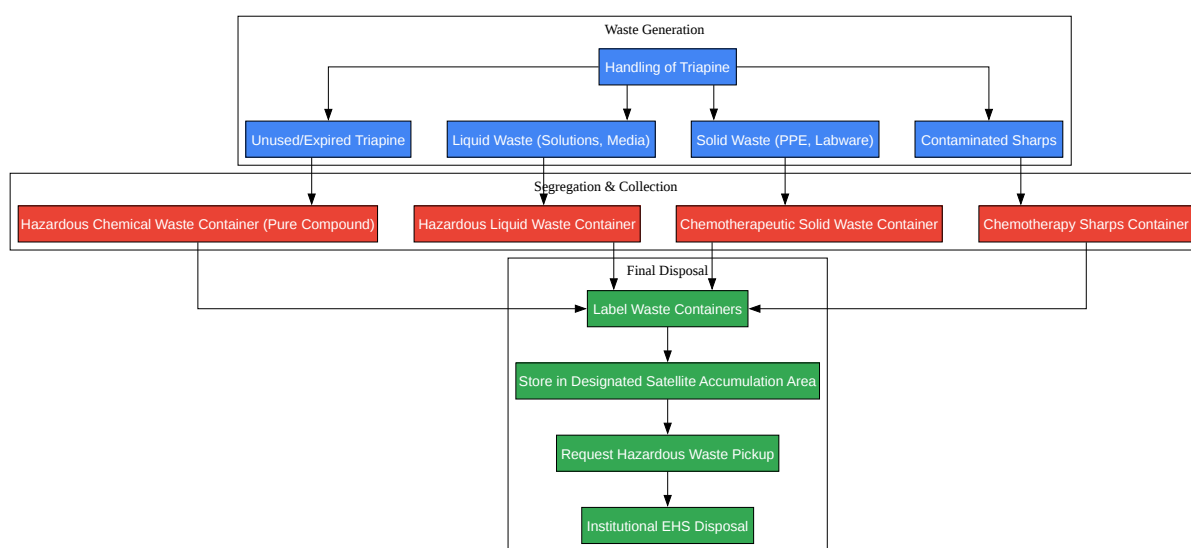 Waste Generation
Handling of Triapine
Unused/Expired Triapine
Liquid Waste (Solutions, Media)
Solid Waste (PPE, Labware)
Contaminated Sharps
Segregation & Collection
Hazardous Chemical Waste Container (Pure Compound)
Hazardous Liquid Waste Container
Chemotherapeutic Solid Waste Container
Chemotherapy Sharps Container
Final Disposal
Label Waste Containers
Store in Designated Satellite Accumulation Area
Request Hazardous Waste Pickup
Institutional EHS Disposal